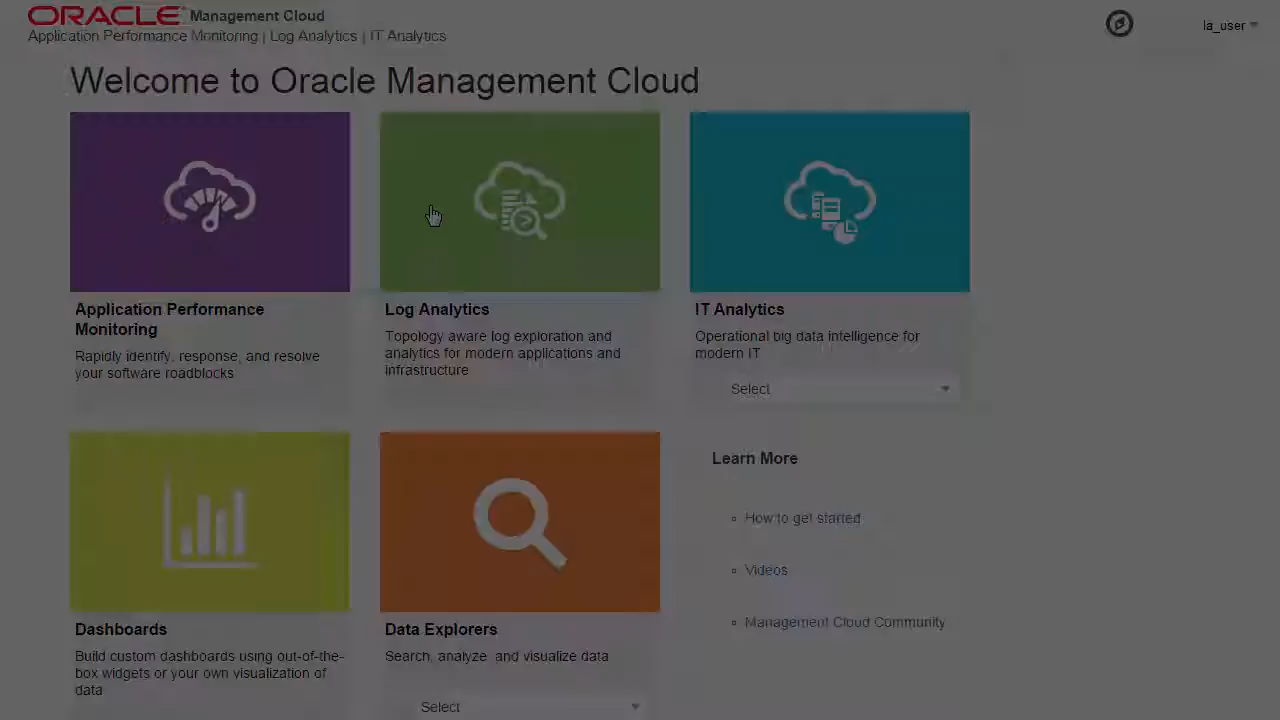 ORACLE Management Cloud
Application Performance Monitoring | Log Analytics | IT Analytics
la_user
Welcome to Oracle Management Cloud
Application Performance
Monitoring
Rapidly identify, response, and resolve
your software roadblocks
Log Analytics
Topology aware log exploration and
analytics for modern applications and
infrastructure
IT Analytics
Operational big data intelligence for
modern IT
Select
Dashboards
Build custom dashboards using out-of-the-
box widgets or your own visualization of
data
Data Explorers
Search, analyze and visualize data
Select
Learn More
How to get started
Videos
Management Cloud Community